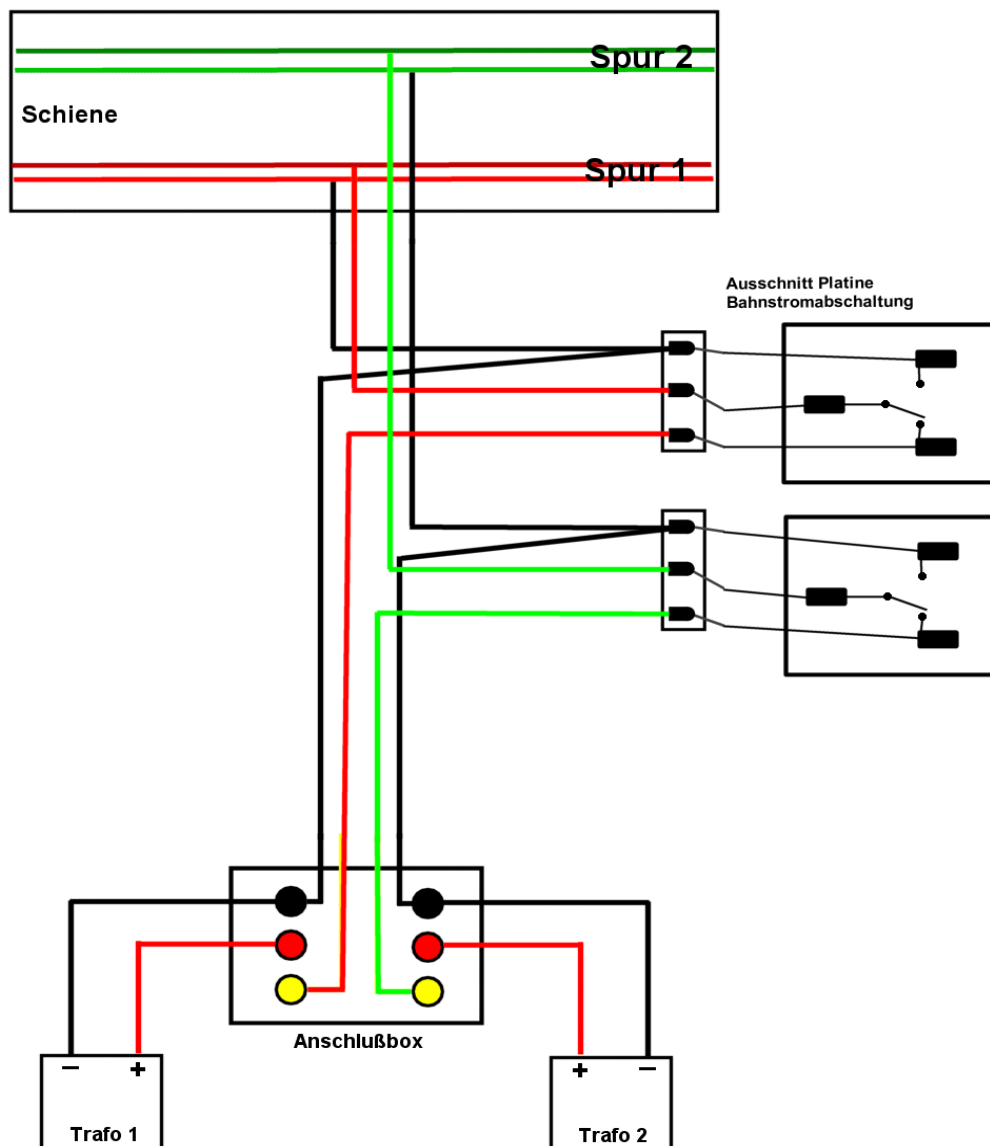 Spur 2
Schiene
Spur 1
Ausschnitt Platine
Bahnstromabschaltung
Anschlußbox
− +
+ −
Trafo 1
Trafo 2